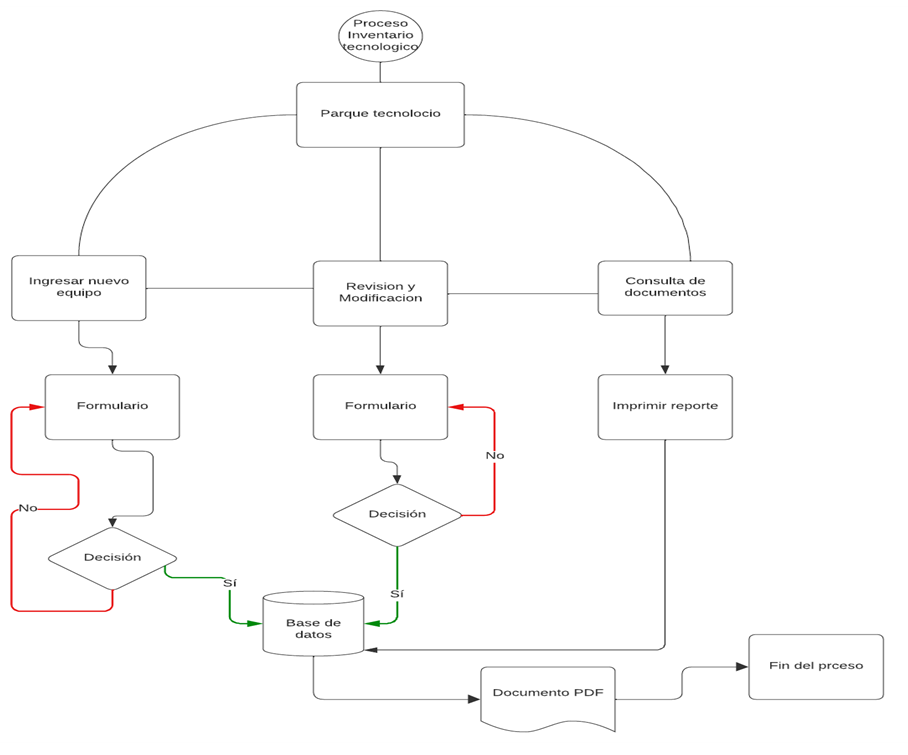 Proceso
Inventario
tecnologico
Parque tecnolocio
Ingresar nuevo
equipo
Revision y
Modificacion
Consulta de
documentos
Formulario
Formulario
Imprimir reporte
No
No
Decisión
Decisión
Sí
Sí
Base de
datos
Documento PDF
Fin del prceso